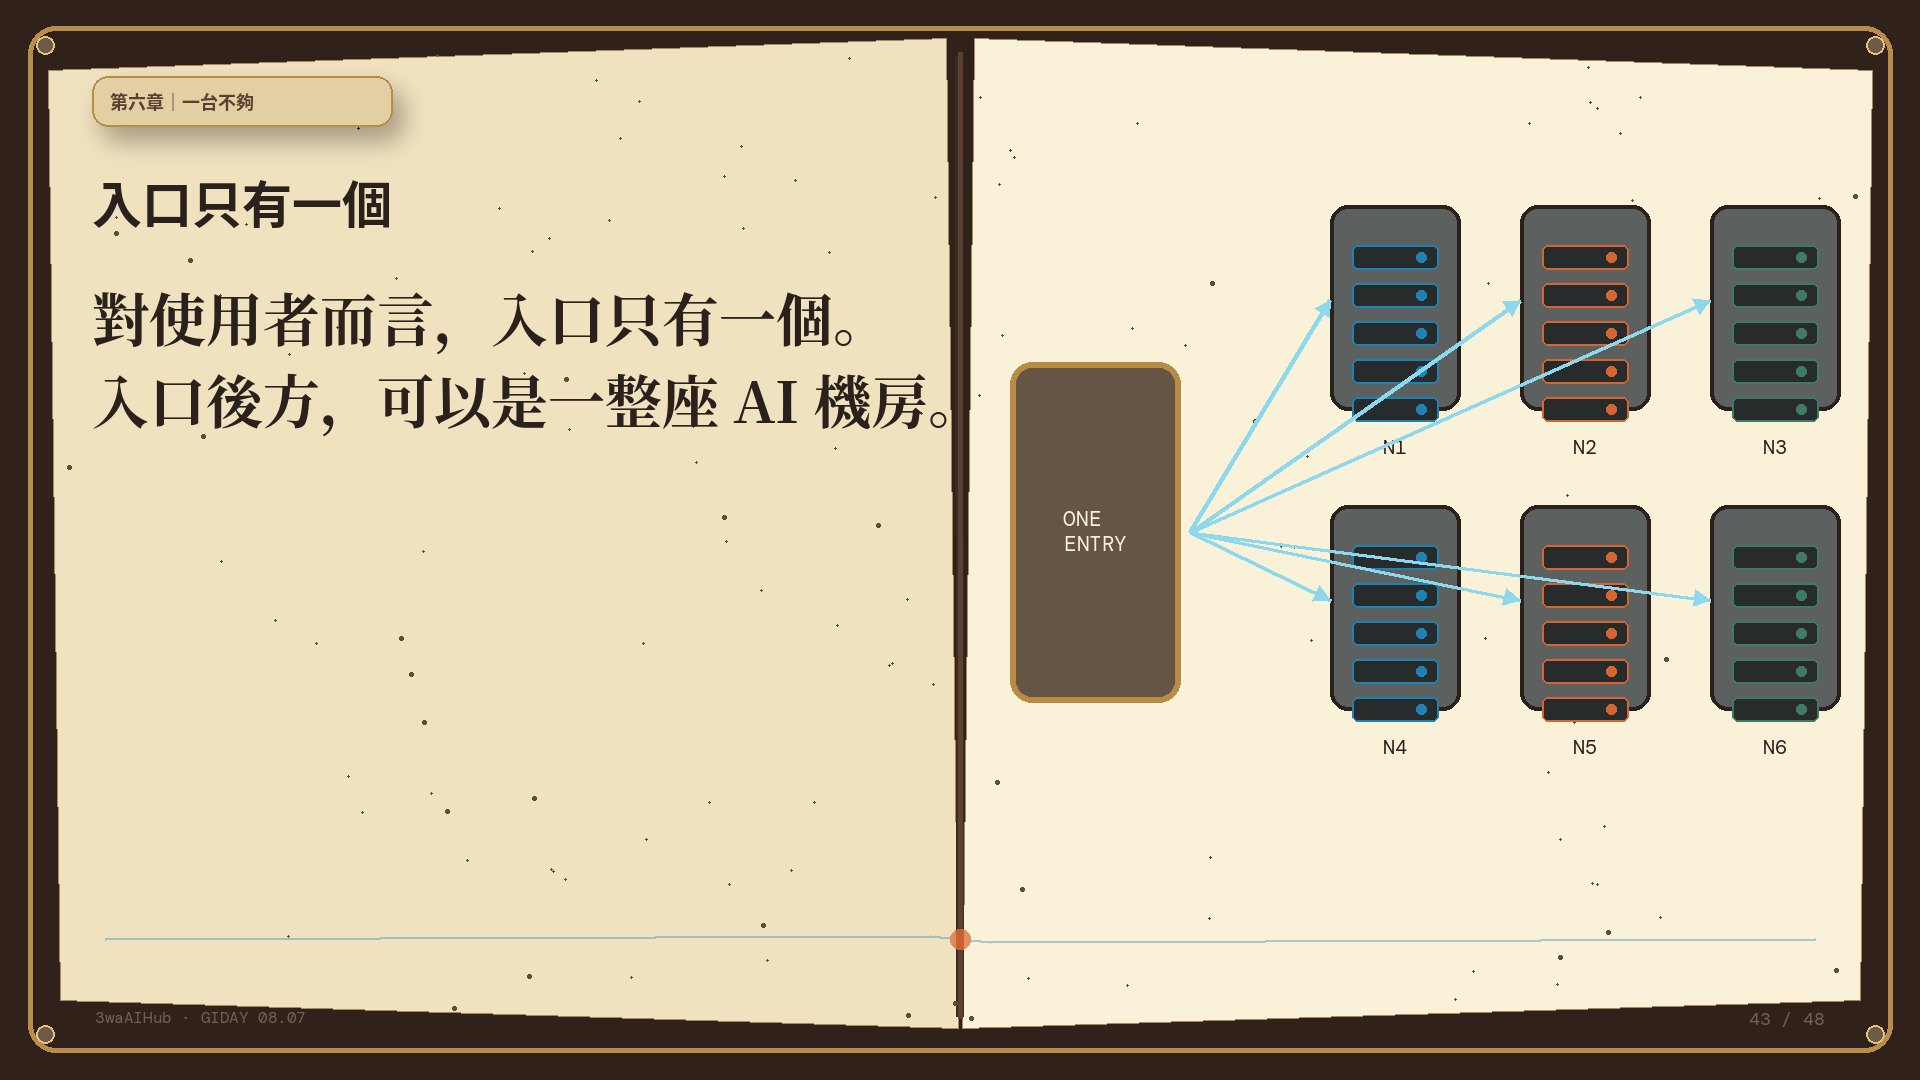 第六章｜一台不夠
入口只有一個
對使用者而言，入口只有一個。
入口後方，可以是一整座 AI 機房。
ONE
ENTRY
N1
N2
N3
N4
N5
N6
3waAIHub · GIDAY 08.07
43 / 48